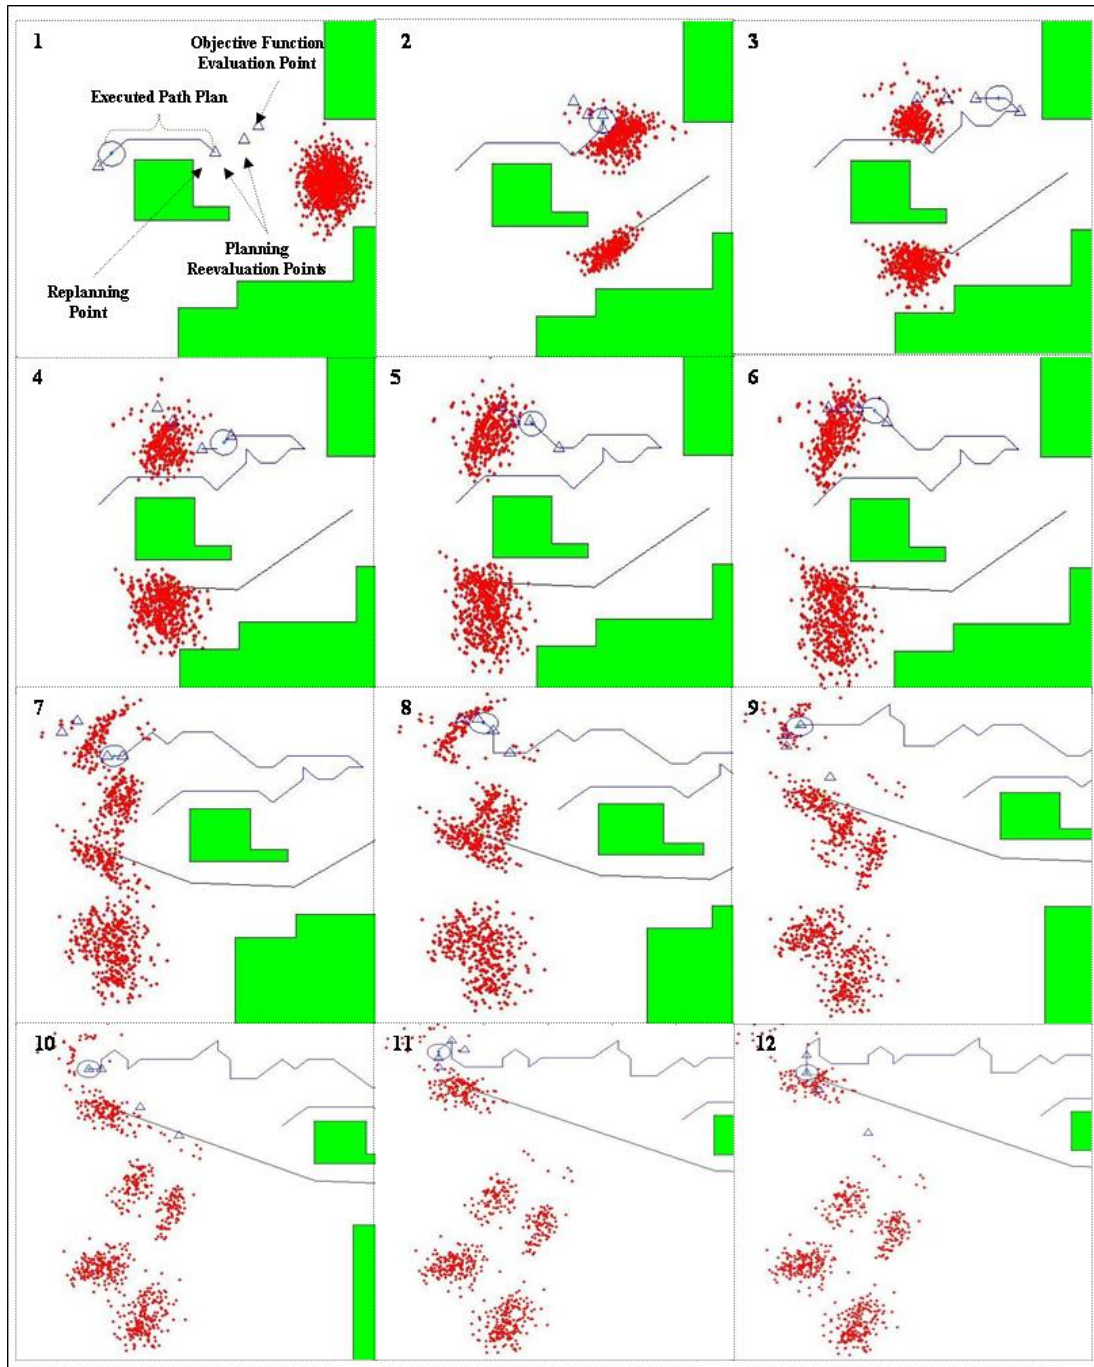 1
Objective Function
Evaluation Point
Executed Path Plan
Planning
Reevaluation Points
Replanning
Point
2
3
4
5
6
7
8
9
10
11
12